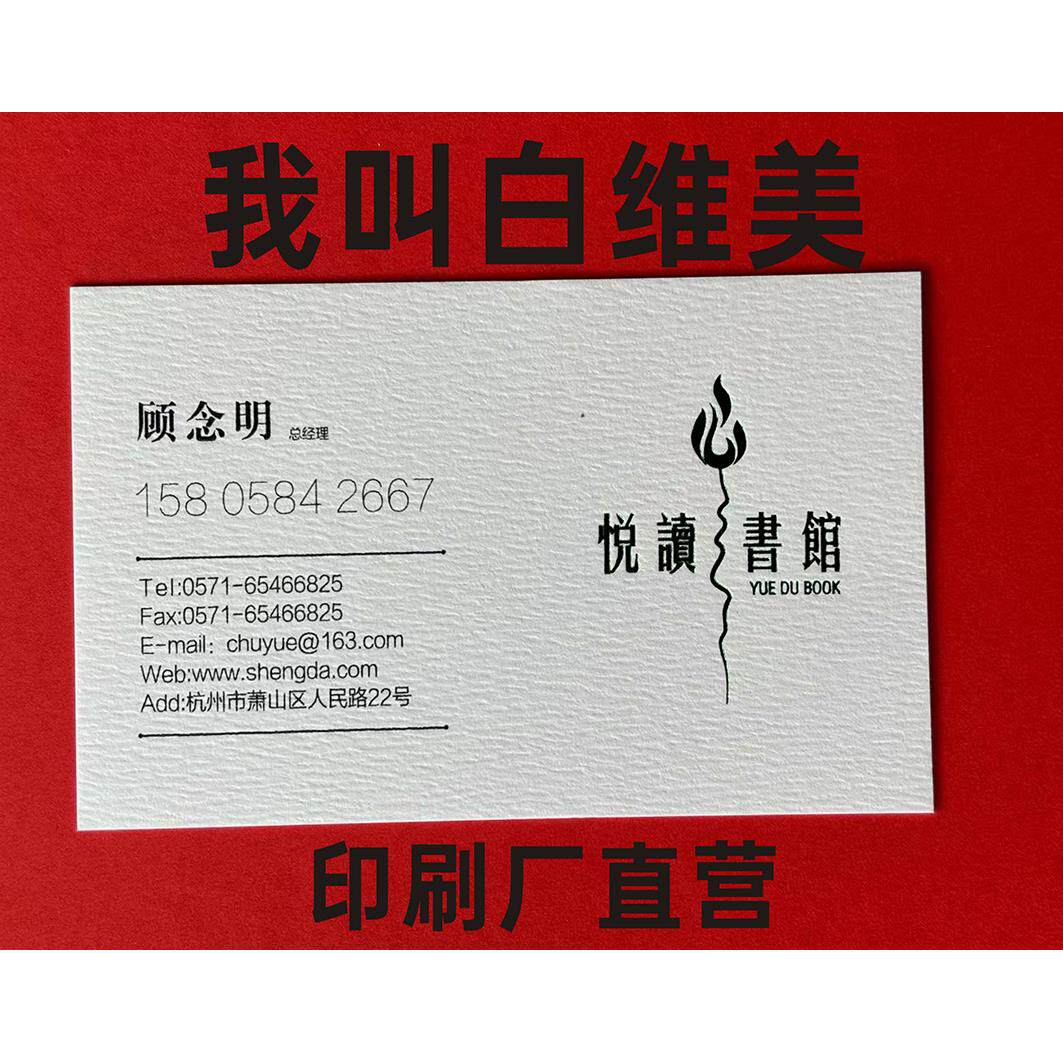 我叫白维美
顾念明 总经理
158 0584 2667
Tel:0571-65466825
Fax:0571-65466825
E-mail: chuyue@163.com
Web:www.shengda.com
Add:杭州市萧山区人民路22号
悦讀書館
YUE DU BOOK
印刷厂直营